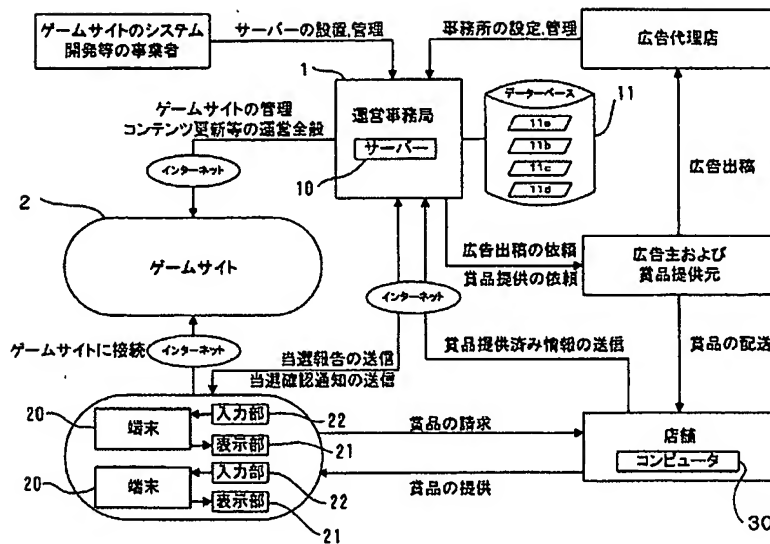 ゲームサイトのシステム
開発等の事業者
サーバーの設置,管理
事務所の設定,管理
広告代理店
1
運営事務局
サーバー
10
データーベース
11a
11b
11c
11d
11
ゲームサイトの管理
コンテンツ更新等の運営全般
インターネット
広告出稿
2
ゲームサイト
広告出稿の依頼
賞品提供の依頼
広告主および
賞品提供元
インターネット
ゲームサイトに接続
インターネット
当選報告の送信
当選確認通知の送信
賞品提供済み情報の送信
賞品の配送
20
端末
入力部
22
表示部
21
20
端末
入力部
22
表示部
21
賞品の請求
賞品の提供
店舗
コンピュータ
30